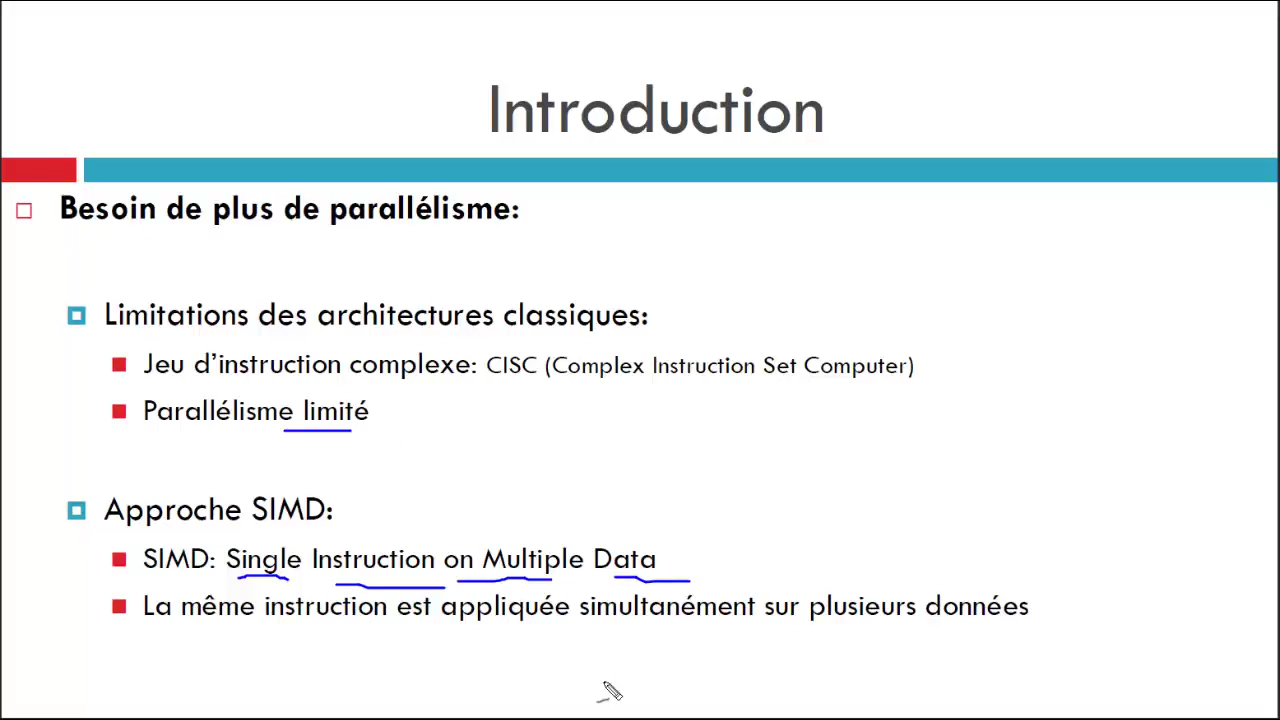 Introduction
Besoin de plus de parallélisme:
Limitations des architectures classiques:
Jeu d’instruction complexe: CISC (Complex Instruction Set Computer)
Parallélisme limité
Approche SIMD:
SIMD: Single Instruction on Multiple Data
La même instruction est appliquée simultanément sur plusieurs données